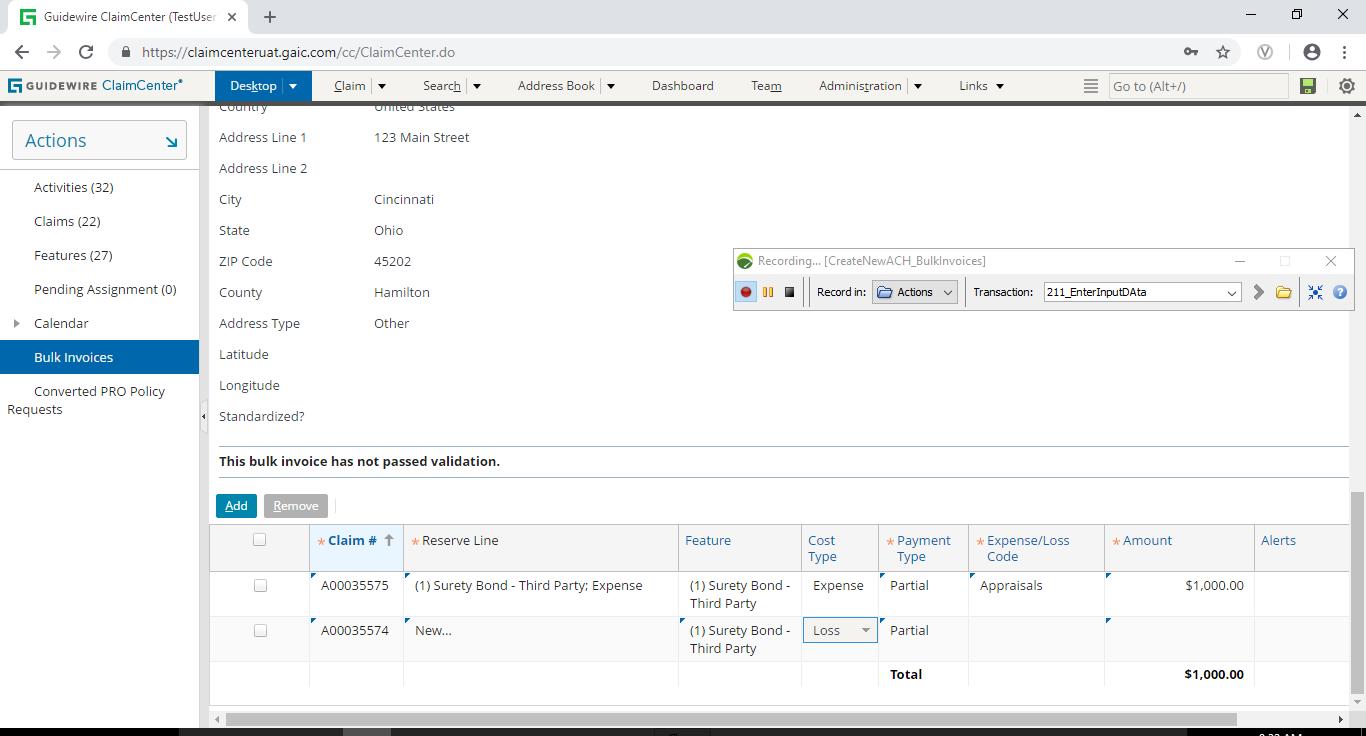 Guidewire ClaimCenter (TestUser
https://claimcenteruat.gaic.com/cc/ClaimCenter.do
GUIDEWIRE ClaimCenter®
Desktop Claim Search Address Book Dashboard Team Administration Links Go to (Alt+/)
Actions
Activities (32)
Claims (22)
Features (27)
Pending Assignment (0)
Calendar
Bulk Invoices
Converted PRO Policy
Requests
Country United States
Address Line 1 123 Main Street
Address Line 2
City Cincinnati
State Ohio
ZIP Code 45202
County Hamilton
Address Type Other
Latitude
Longitude
Standardized?
Recording... [CreateNewACH_BulkInvoices]
Record in: Actions Transaction: 211_EnterInputDAta
This bulk invoice has not passed validation.
Add Remove
* Claim # * Reserve Line Feature Cost Type * Payment Type * Expense/Loss Code * Amount Alerts
A00035575 (1) Surety Bond - Third Party; Expense (1) Surety Bond - Third Party Expense Partial Appraisals $1,000.00
A00035574 New... (1) Surety Bond - Third Party Loss Partial
Total $1,000.00